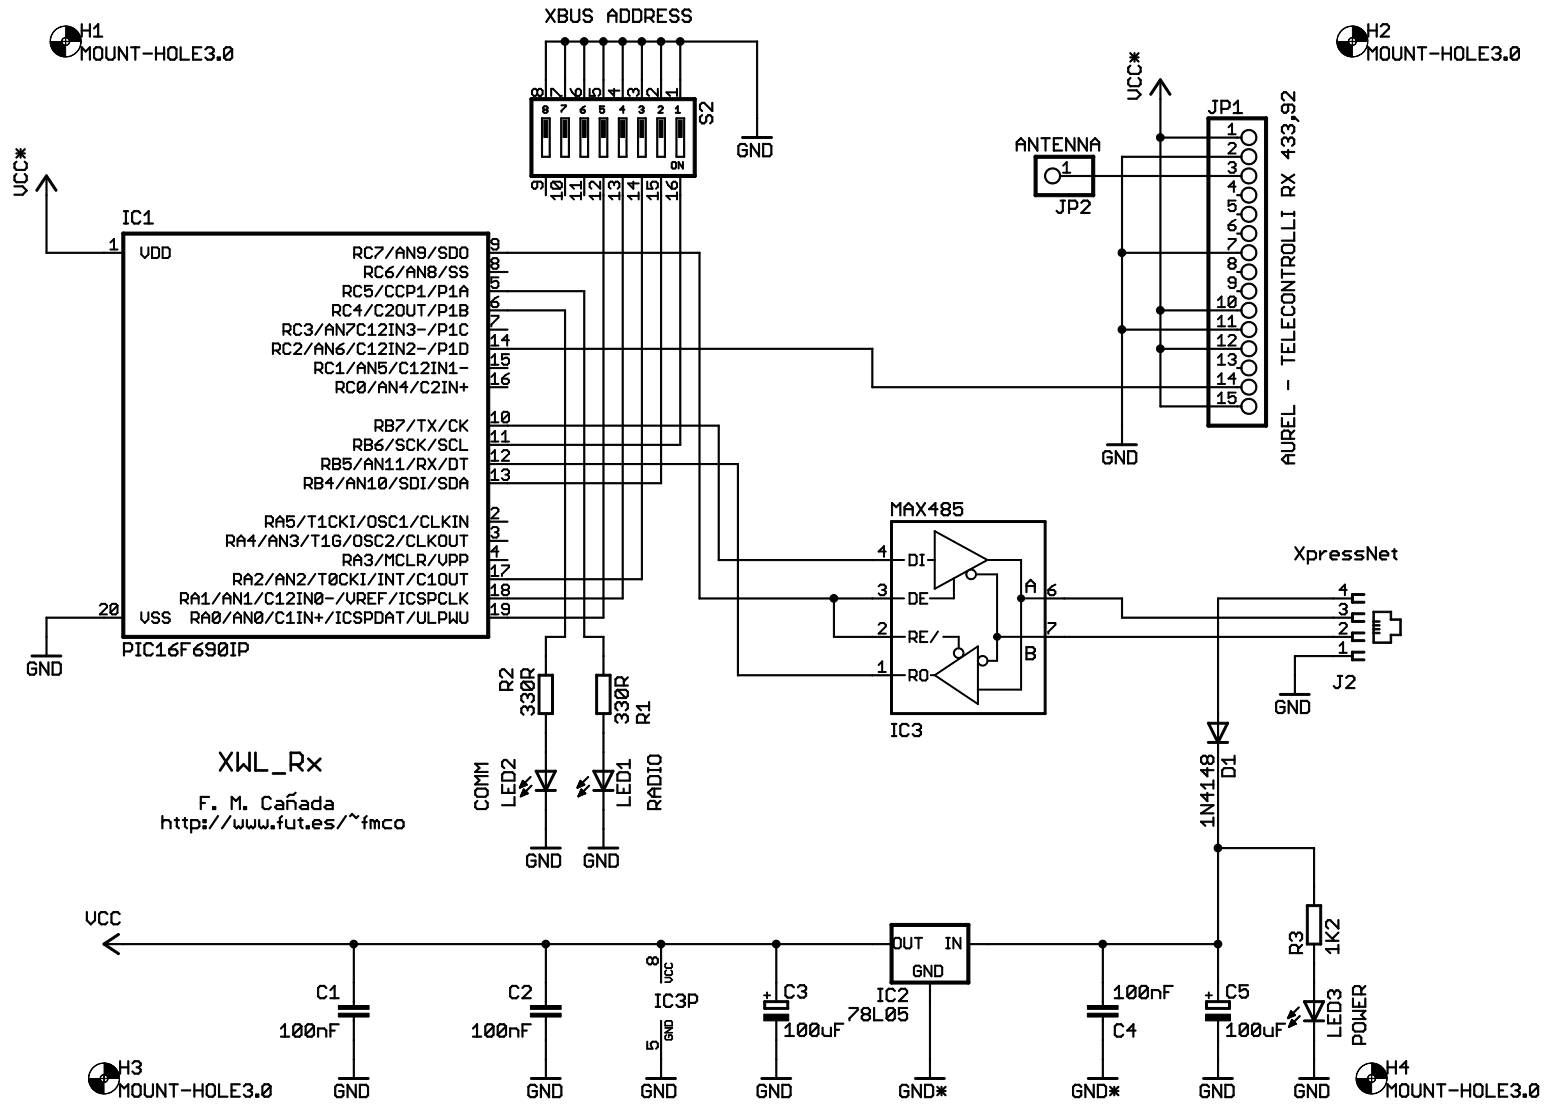 XBUS ADDRESS
H1
MOUNT-HOLE3.0
H2
MOUNT-HOLE3.0
8 7 6 5 4 3 2 1
8 7 6 5 4 3 2 1
ON
S2
9 10 11 12 13 14 15 16
GND
VCC*
JP1
ANTENNA
1
JP2
1
2
3
4
5
6
7
8
9
10
11
12
13
14
15
AUREL - TELECONTROLLI RX 433,92
GND
VCC*
IC1
1 VDD
RC7/AN9/SDO 9
RC6/AN8/SS 8
RC5/CCP1/P1A 5
RC4/C2OUT/P1B 6
RC3/AN7C12IN3-/P1C 7
RC2/AN6/C12IN2-/P1D 14
RC1/AN5/C12IN1- 15
RC0/AN4/C2IN+ 16
RB7/TX/CK 10
RB6/SCK/SCL 11
RB5/AN11/RX/DT 12
RB4/AN10/SDI/SDA 13
RA5/T1CKI/OSC1/CLKIN 2
RA4/AN3/T1G/OSC2/CLKOUT 3
RA3/MCLR/VPP 4
RA2/AN2/T0CKI/INT/C1OUT 17
RA1/AN1/C12IN0-/VREF/ICSPCLK 18
20 VSS RA0/AN0/C1IN+/ICSPDAT/ULPWU 19
PIC16F690IP
GND
MAX485
4 DI
3 DE
2 RE/
1 RO
A 6
B 7
IC3
XpressNet
4
3
2
1
J2
GND
R2
330R
330R
R1
COMM
LED2
LED1
RADIO
GND
GND
XWL_Rx
F. M. Cañada
http://www.fut.es/~fmco
1N4148
D1
VCC
OUT IN
GND
IC2
78L05
GND*
C1
100nF
GND
C2
100nF
GND
8
VCC
IC3P
5
GND
GND
C3
+
100uF
GND
100nF
C4
GND*
C5
+
100uF
GND
R3
1K2
LED3
POWER
GND
H3
MOUNT-HOLE3.0
H4
MOUNT-HOLE3.0